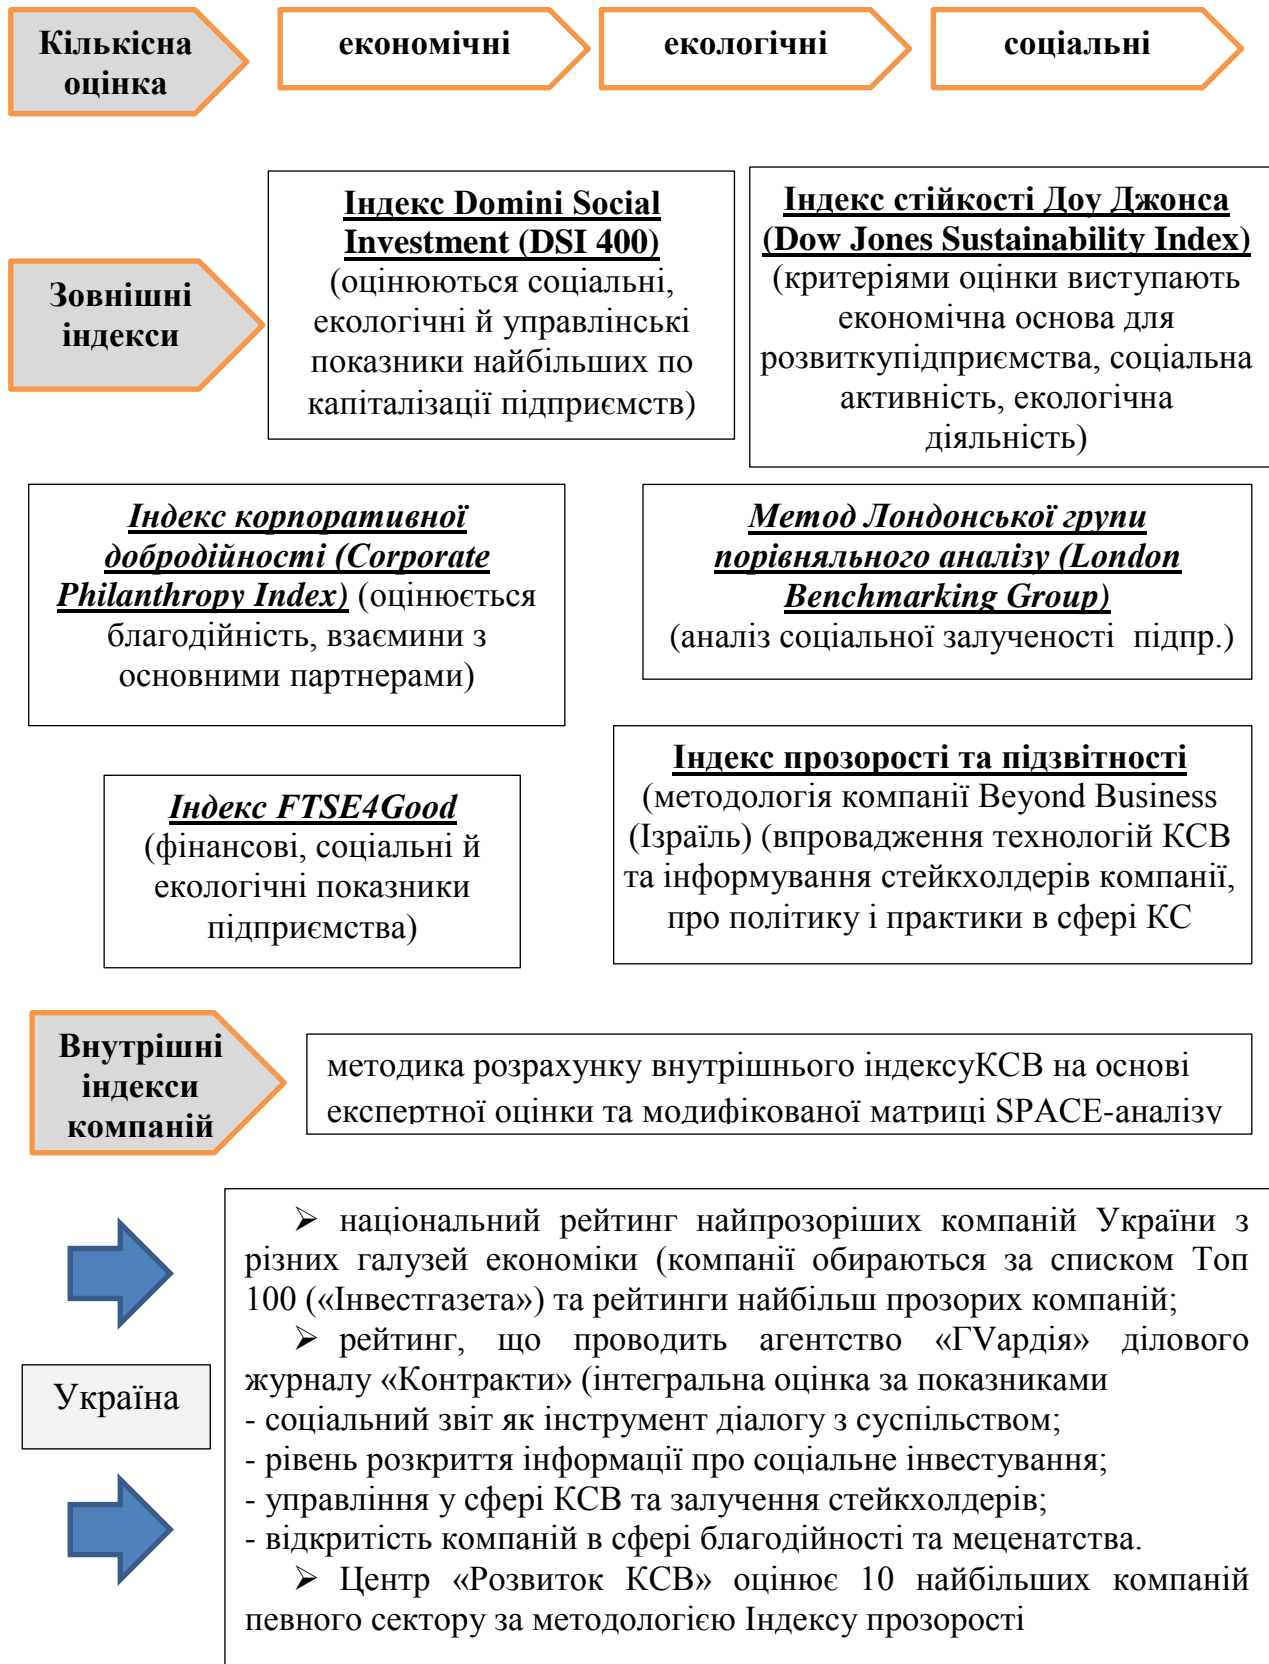 Кількісна
оцінка
економічні
екологічні
соціальні
Індекс Domini Social
Investment (DSI 400)
(оцінюються соціальні,
екологічні й управлінські
показники найбільших по
капіталізації підприємств)
Індекс стійкості Доу Джонса
(Dow Jones Sustainability Index)
(критеріями оцінки виступають
економічна основа для
розвиткупідприємства, соціальна
активність, екологічна
діяльність)
Зовнішні
індекси
Індекс корпоративної
добродійності (Corporate
Philanthropy Index) (оцінюється
благодійність, взаємини з
основними партнерами)
Метод Лондонської групи
порівняльного аналізу (London
Benchmarking Group)
(аналіз соціальної залученості підпр.)
Індекс FTSE4Good
(фінансові, соціальні й
екологічні показники
підприємства)
Індекс прозорості та підзвітності
(методологія компанії Beyond Business
(Ізраїль) (впровадження технологій КСВ
та інформування стейкхолдерів компанії,
про політику і практики в сфері КС
Внутрішні
індекси
компаній
методика розрахунку внутрішнього індексуКСВ на основі
експертної оцінки та модифікованої матриці SPACE-аналізу
Україна
➢ національний рейтинг найпрозоріших компаній України з
різних галузей економіки (компанії обираються за списком Топ
100 («Інвестгазета») та рейтинги найбільш прозорих компаній;
➢ рейтинг, що проводить агентство «ГVардія» ділового
журналу «Контракти» (інтегральна оцінка за показниками
- соціальний звіт як інструмент діалогу з суспільством;
- рівень розкриття інформації про соціальне інвестування;
- управління у сфері КСВ та залучення стейкхолдерів;
- відкритість компаній в сфері благодійності та меценатства.
➢ Центр «Розвиток КСВ» оцінює 10 найбільших компаній
певного сектору за методологією Індексу прозорості